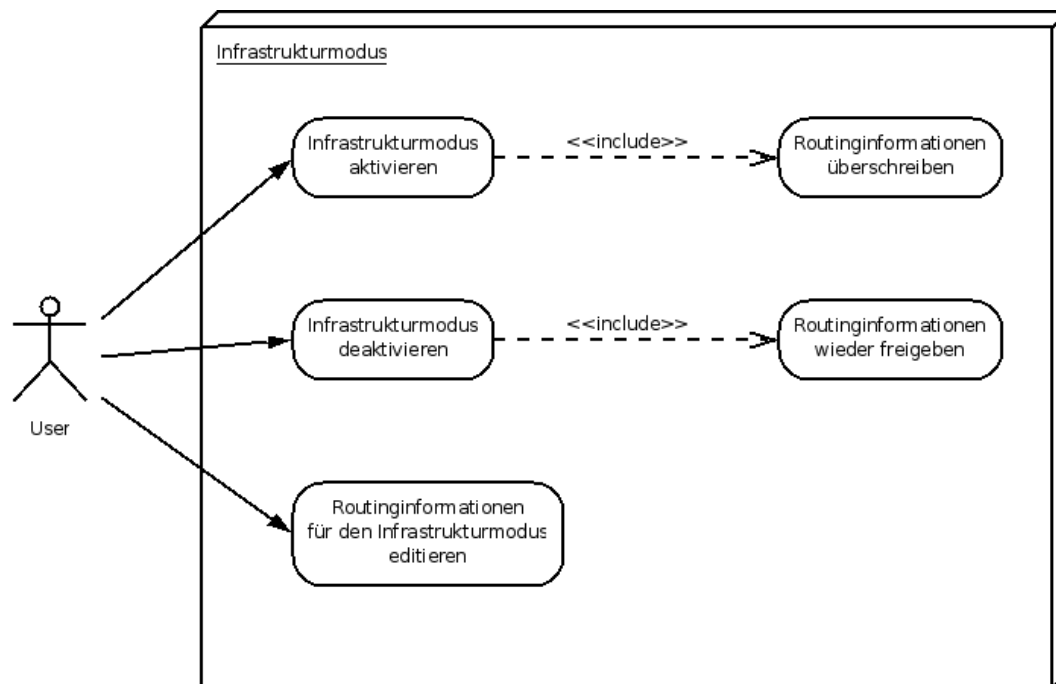 Infrastrukturmodus
Infrastrukturmodus
aktivieren
<<include>>
Routinginformationen
überschreiben
Infrastrukturmodus
deaktivieren
<<include>>
Routinginformationen
wieder freigeben
User
Routinginformationen
für den Infrastrukturmodus
editieren